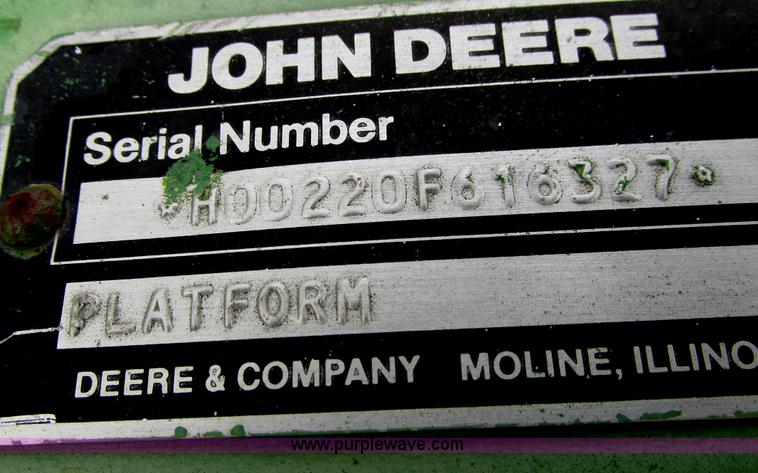 JOHN DEERE
Serial Number
*H00220F616327*
PLATFORM
DEERE & COMPANY MOLINE, ILLINO
www.purplewave.com